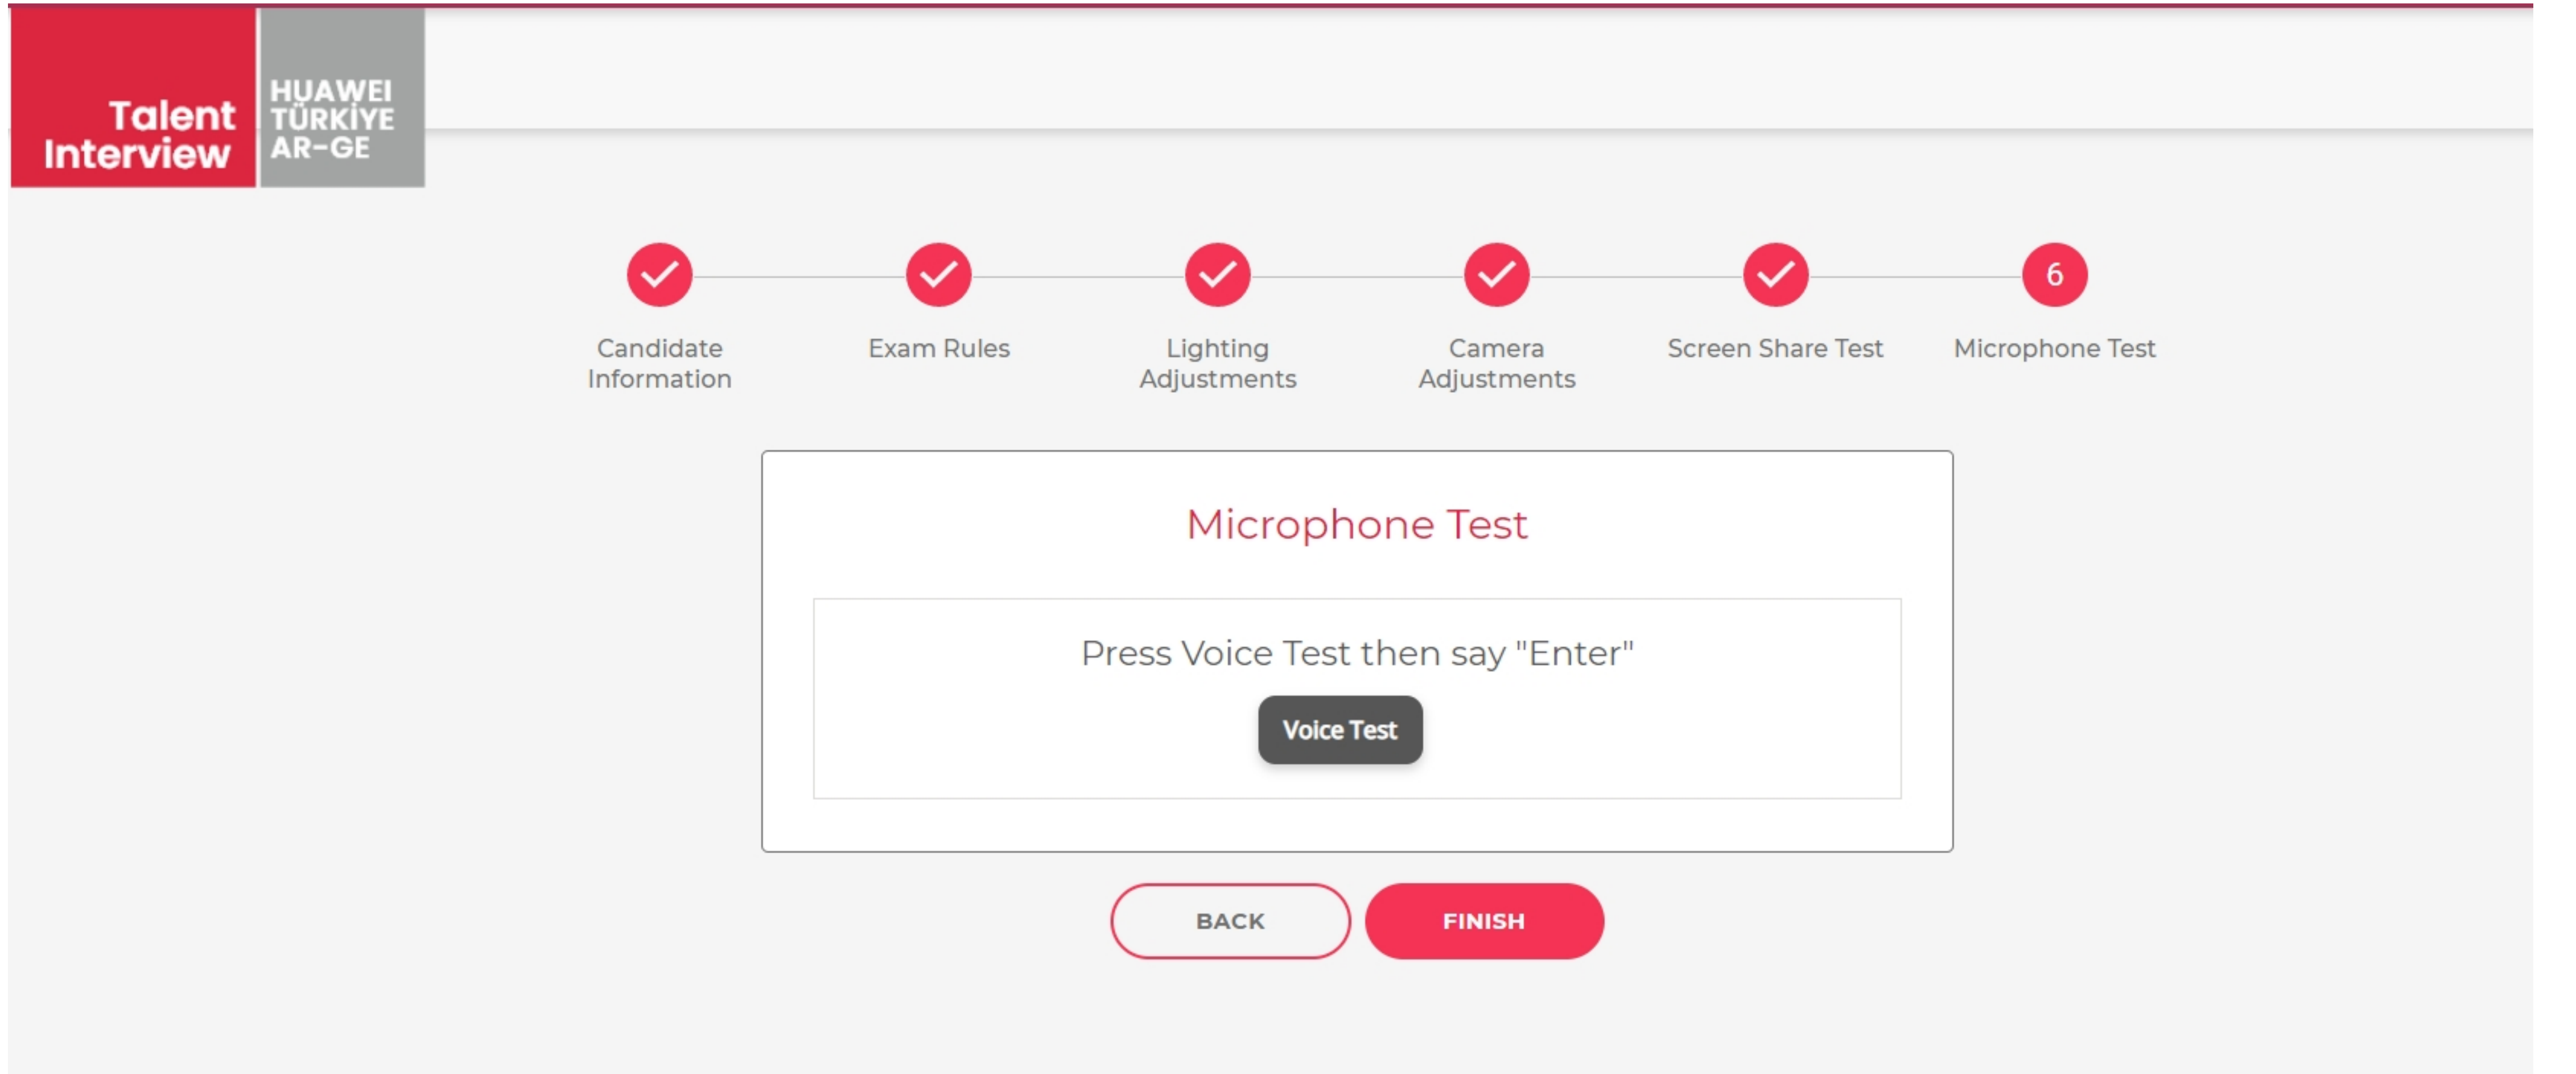 Talent
Interview
HUAWEI
TÜRKİYE
AR-GE
6
Candidate
Information
Exam Rules
Lighting
Adjustments
Camera
Adjustments
Screen Share Test
Microphone Test
Microphone Test
Press Voice Test then say "Enter"
Voice Test
BACK
FINISH